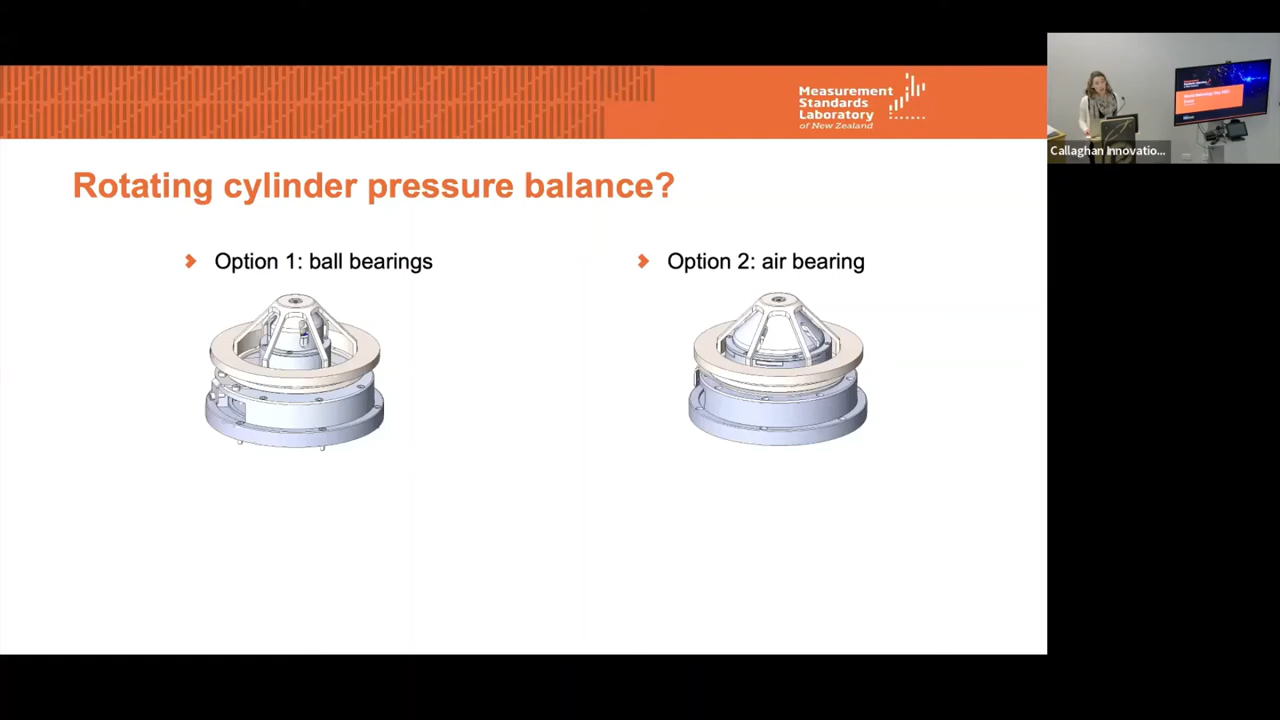 Measurement
Standards
Laboratory
of New Zealand
Callaghan Innovatio...
Rotating cylinder pressure balance?
Option 1: ball bearings
Option 2: air bearing